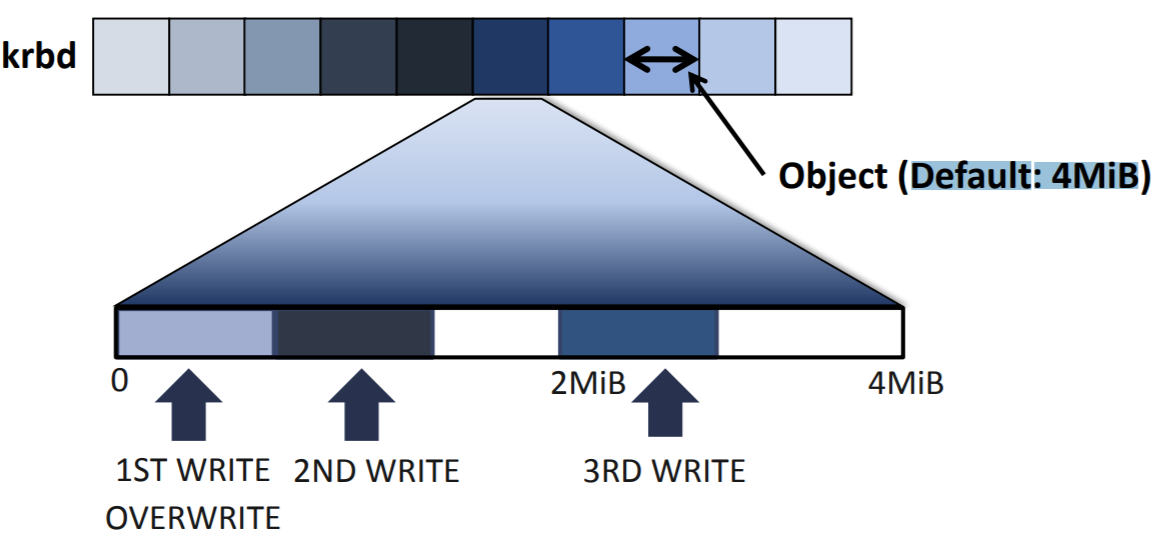 krbd
Object (Default: 4MiB)
0
2MiB
4MiB
1ST WRITE
2ND WRITE
3RD WRITE
OVERWRITE